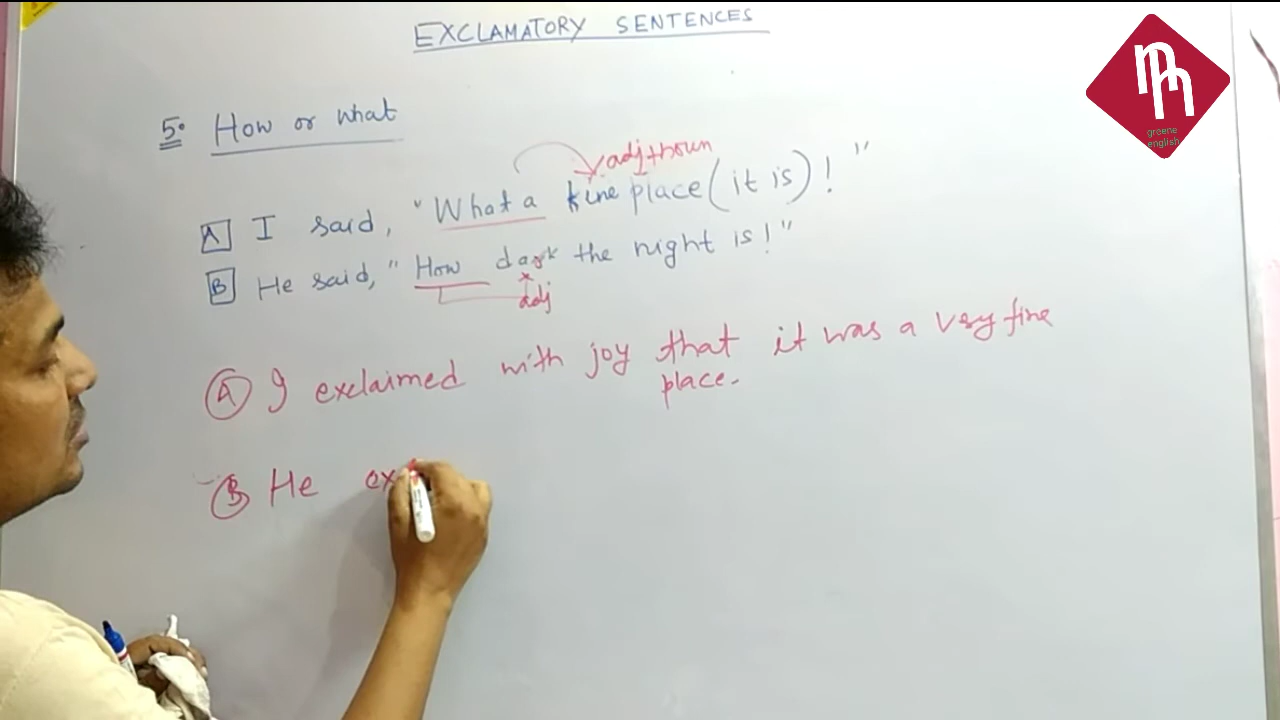 EXCLAMATORY SENTENCES
5. How or what
adj+noun
A I said, "What a fine place (it is)!"
B He said, "How dark the night is!"
adj
A I exclaimed with joy that it was a very fine
place.
B He ex
greene
english